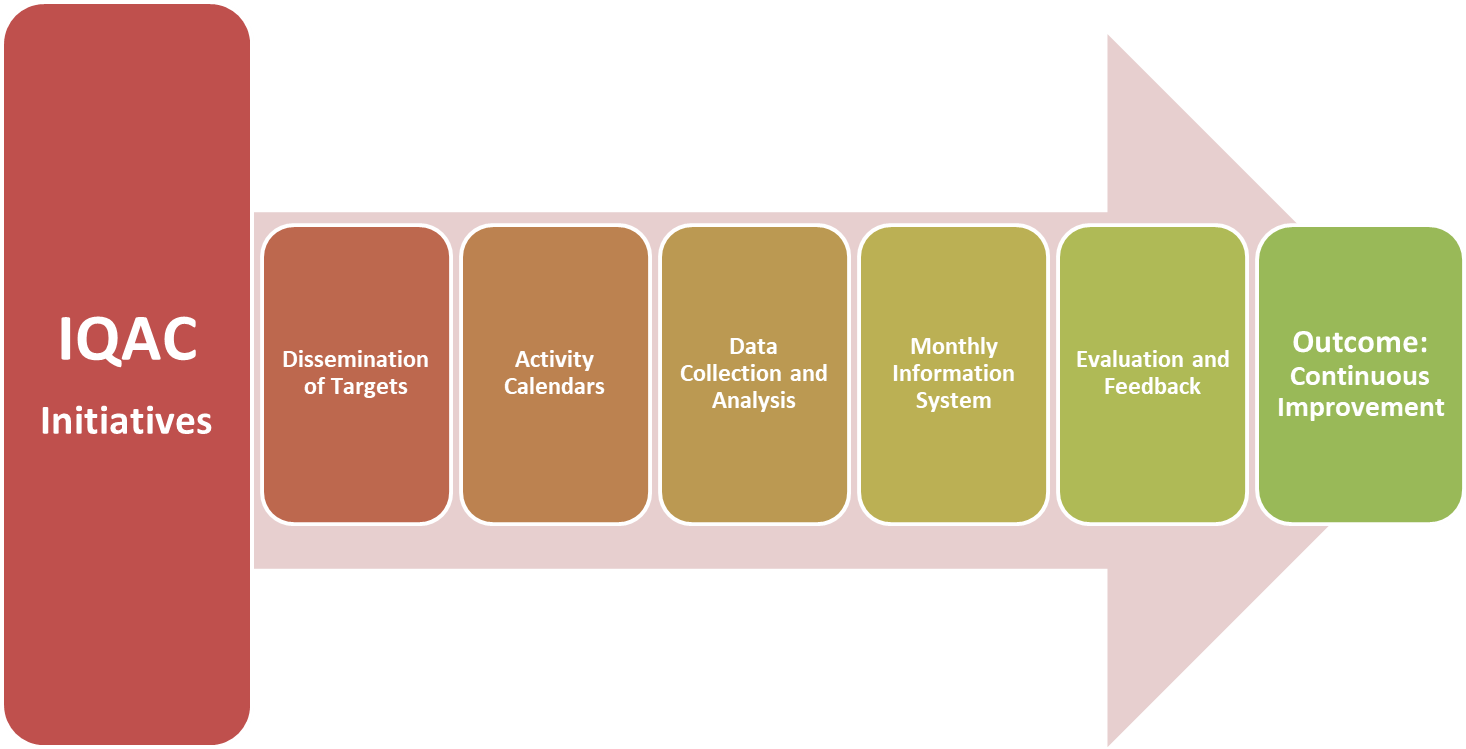 IQAC
Initiatives
Dissemination
of Targets
Activity
Calendars
Data
Collection and
Analysis
Monthly
Information
System
Evaluation and
Feedback
Outcome:
Continuous
Improvement